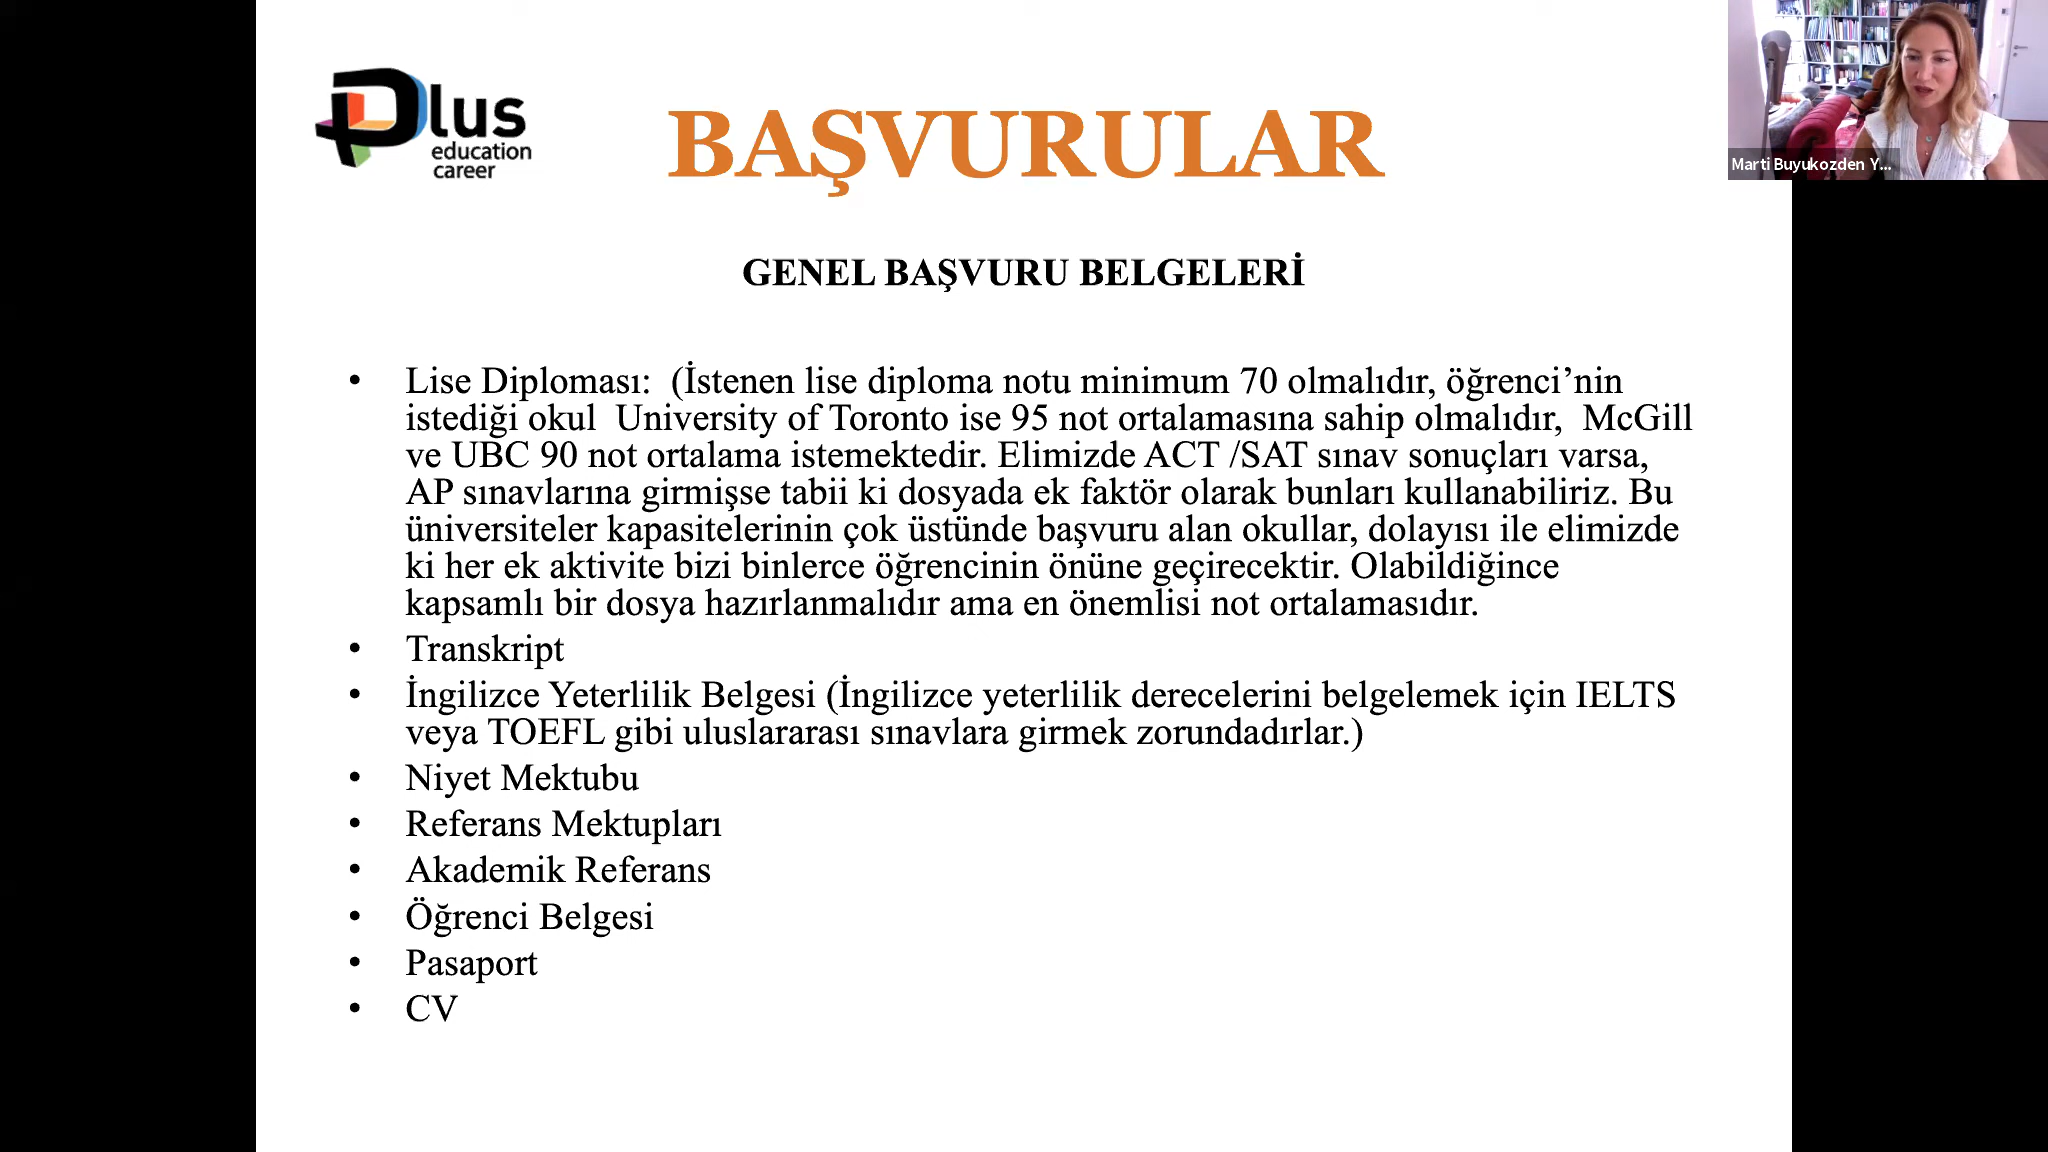 Plus
education
career
BAŞVURULAR
Marti Buyukozden Y...
GENEL BAŞVURU BELGELERİ
• Lise Diploması:  (İstenen lise diploma notu minimum 70 olmalıdır, öğrenci’nin
istediği okul  University of Toronto ise 95 not ortalamasına sahip olmalıdır,  McGill
ve UBC 90 not ortalama istemektedir. Elimizde ACT /SAT sınav sonuçları varsa,
AP sınavlarına girmişse tabii ki dosyada ek faktör olarak bunları kullanabiliriz. Bu
üniversiteler kapasitelerinin çok üstünde başvuru alan okullar, dolayısı ile elimizde
ki her ek aktivite bizi binlerce öğrencinin önüne geçirecektir. Olabildiğince
kapsamlı bir dosya hazırlanmalıdır ama en önemlisi not ortalamasıdır.
• Transkript
• İngilizce Yeterlilik Belgesi (İngilizce yeterlilik derecelerini belgelemek için IELTS
veya TOEFL gibi uluslararası sınavlara girmek zorundadırlar.)
• Niyet Mektubu
• Referans Mektupları
• Akademik Referans
• Öğrenci Belgesi
• Pasaport
• CV